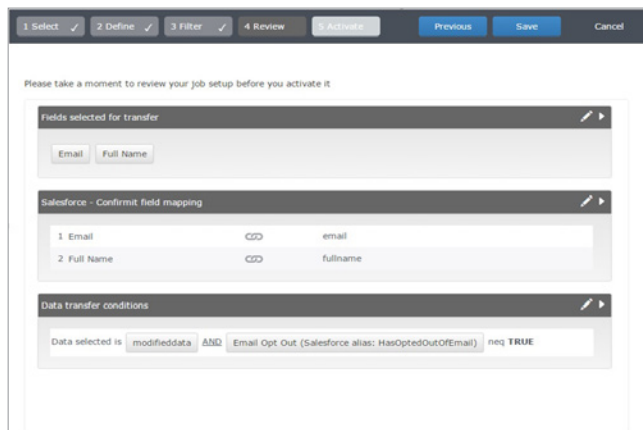 1 Select 2 Define 3 Filter 4 Review 5 Activate Previous Save Cancel
Please take a moment to review your job setup before you activate it
Fields selected for transfer
Email Full Name
Salesforce - Confirmit field mapping
1 Email email
2 Full Name fullname
Data transfer conditions
Data selected is modifieddata AND Email Opt Out (Salesforce alias: HasOptedOutOfEmail) neq TRUE